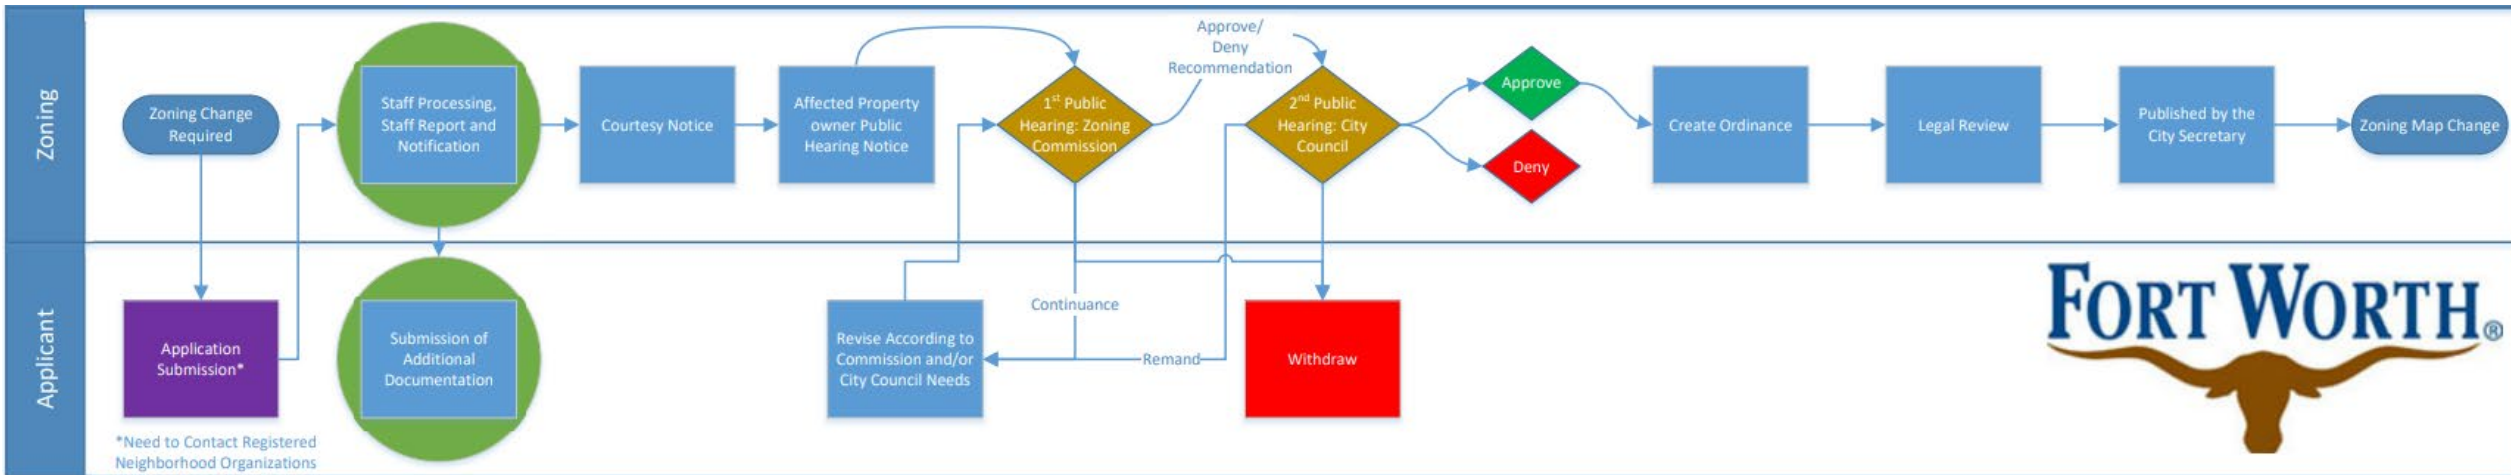 Zoning
Zoning Change
Required
Staff Processing,
Staff Report and
Notification
Courtesy Notice
Affected Property
owner Public
Hearing Notice
1st Public
Hearing: Zoning
Commission
Approve/
Deny
Recommendation
2nd Public
Hearing: City
Council
Approve
Deny
Create Ordinance
Legal Review
Published by the
City Secretary
Zoning Map Change
Applicant
Application
Submission*
*Need to Contact Registered
Neighborhood Organizations
Submission of
Additional
Documentation
Revise According to
Commission and/or
City Council Needs
Continuance
Remand
Withdraw
FORT WORTH®